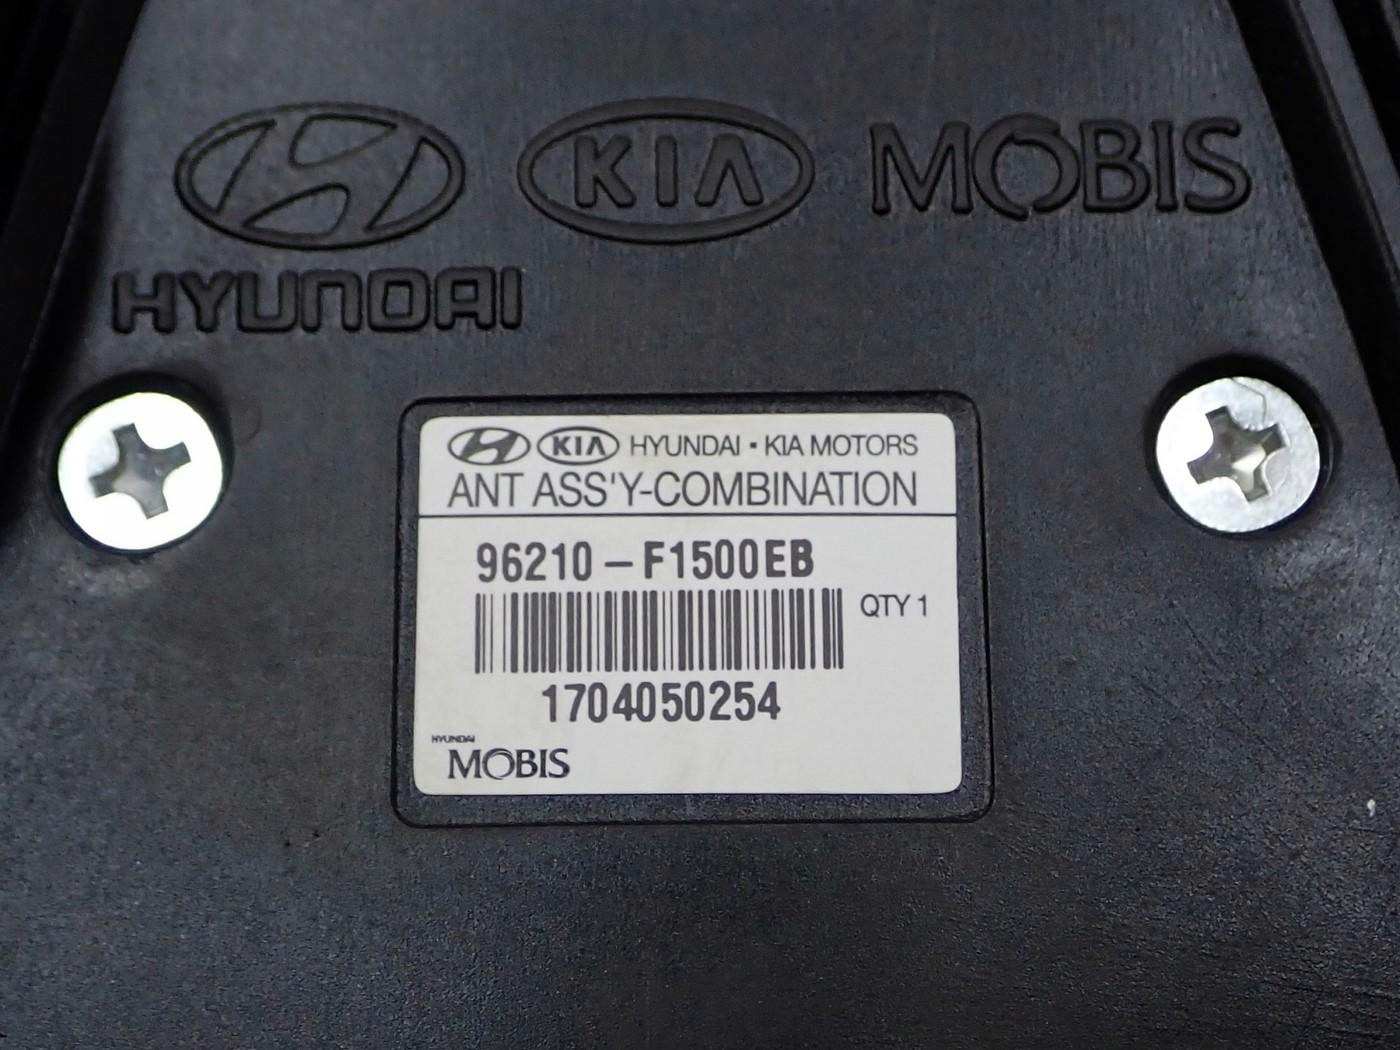 KIA MOBIS
HYUNDAI
KIA HYUNDAI • KIA MOTORS
ANT ASS'Y-COMBINATION
96210-F1500EB
QTY 1
1704050254
HYUNDAI
MOBIS